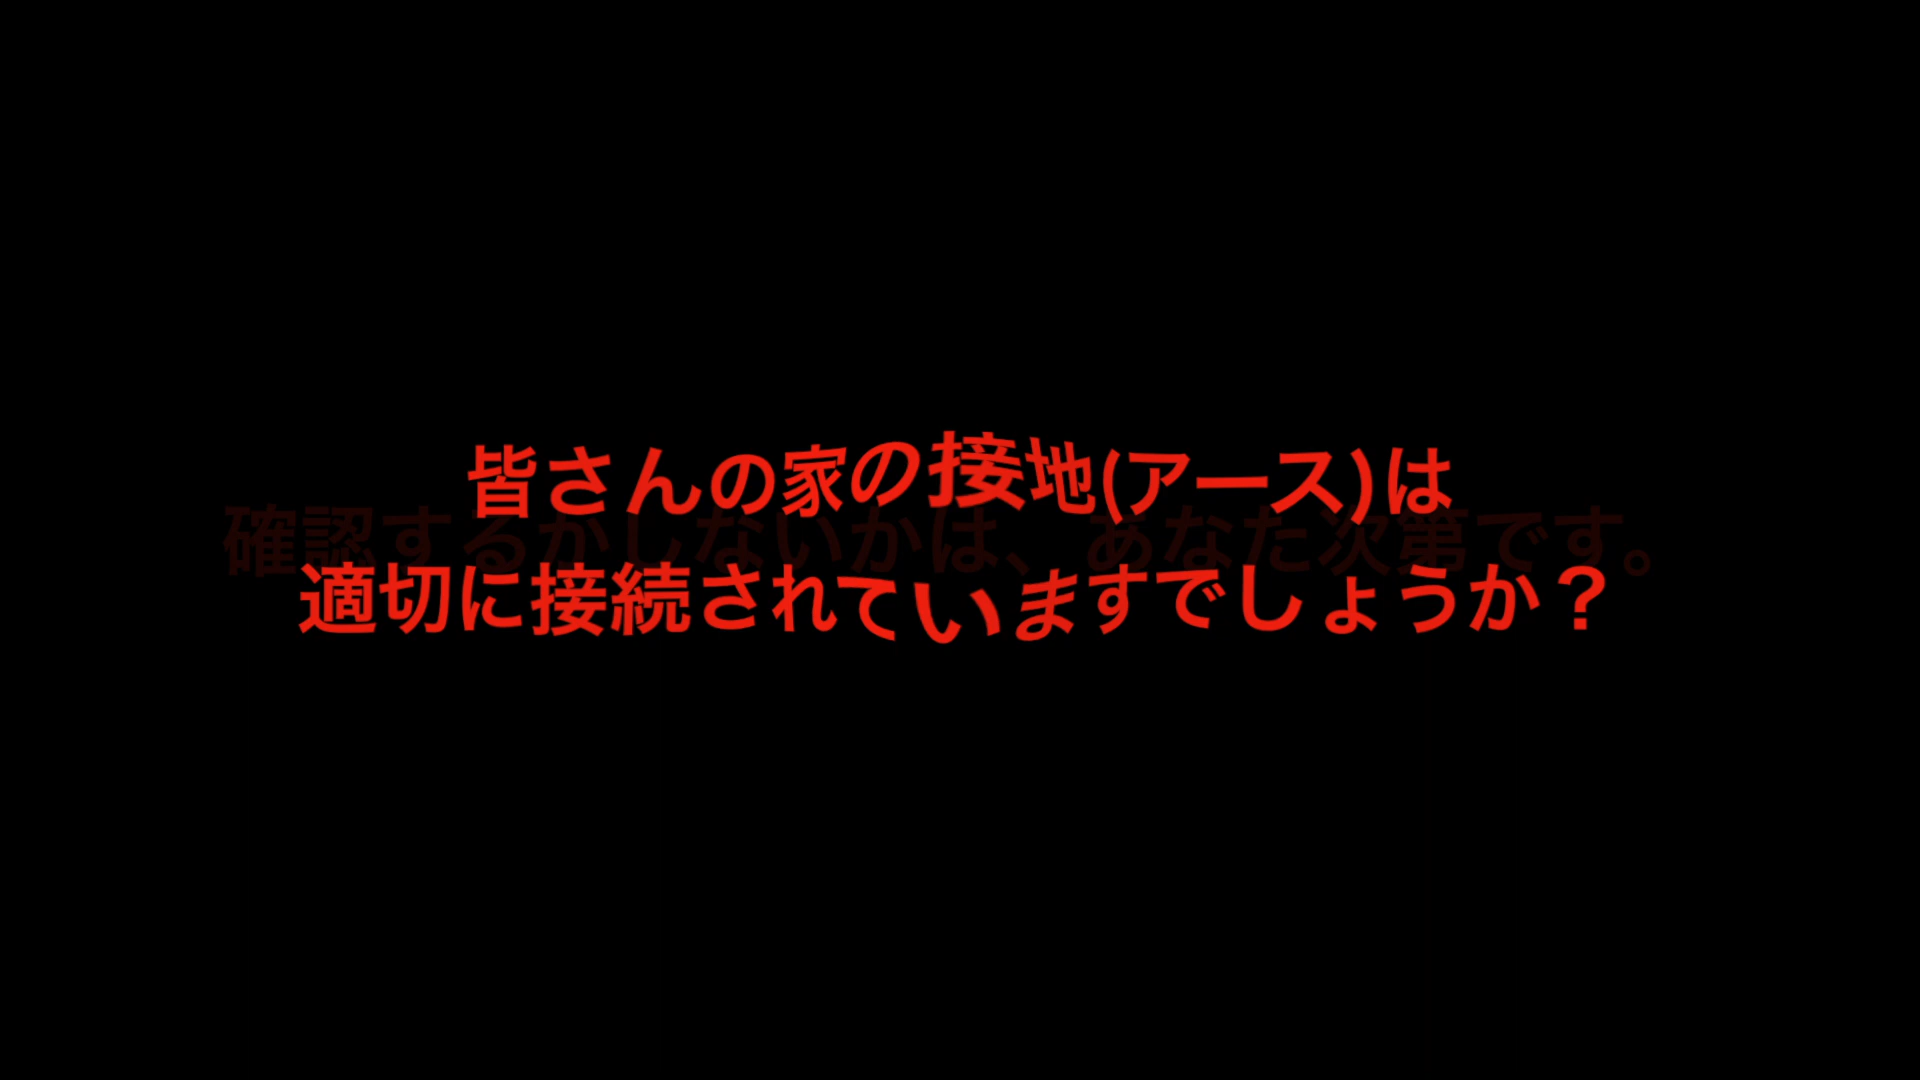 皆さんの家の接地(アース)は
確認するかしないかは、あなた次第です。
適切に接続されていますでしょうか？